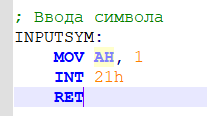 ; Ввода символа
INPUTSYM:
MOV AH, 1
INT 21h
RET